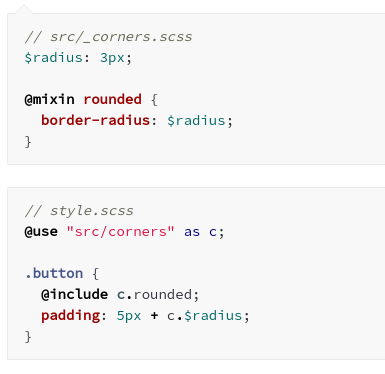 // src/_corners.scss
$radius: 3px;

@mixin rounded {
  border-radius: $radius;
}

// style.scss
@use "src/corners" as c;

.button {
  @include c.rounded;
  padding: 5px + c.$radius;
}